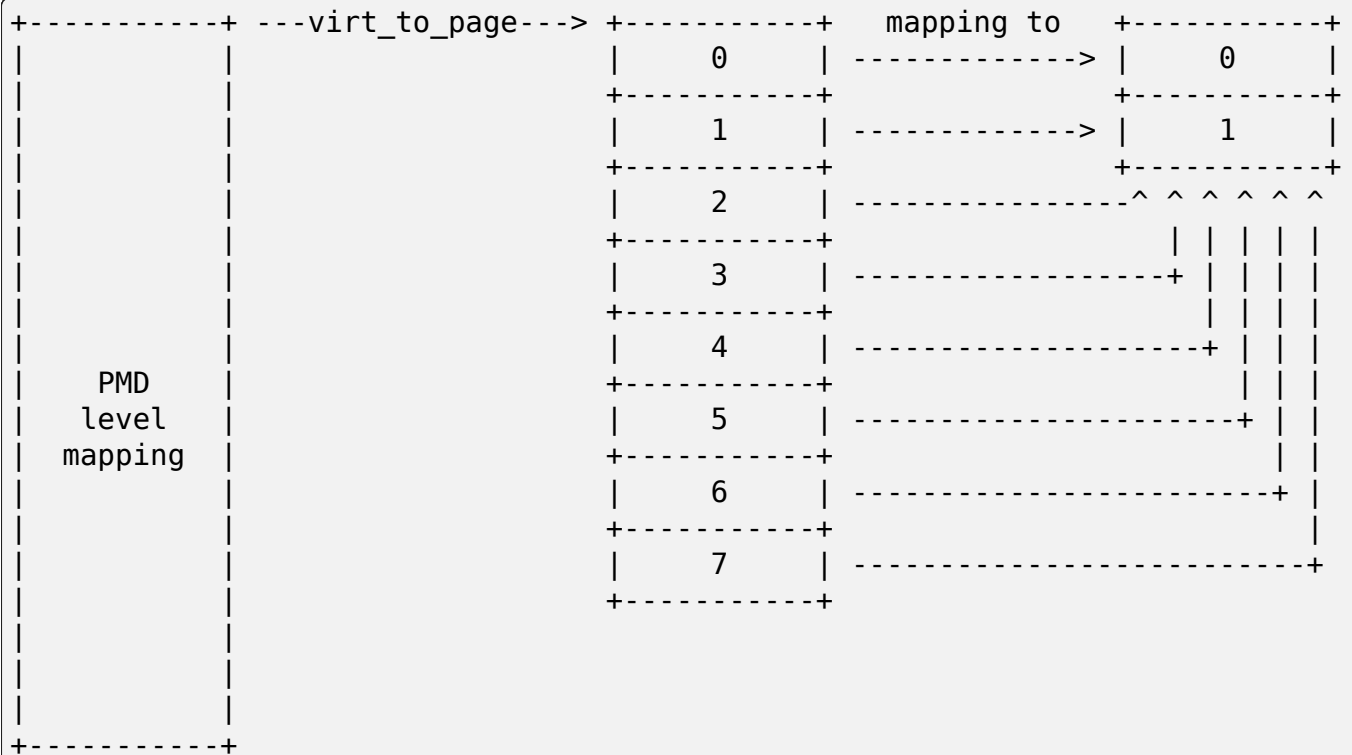 +-----------+ ---virt_to_page---> +-----------+   mapping to   +-----------+
|           |                     |     0     | -------------> |     0     |
|           |                     +-----------+                +-----------+
|           |                     |     1     | -------------> |     1     |
|           |                     +-----------+                +-----------+
|           |                     |     2     | ----------------^ ^ ^ ^ ^ ^
|           |                     +-----------+                   | | | | |
|           |                     |     3     | ------------------+ | | | |
|           |                     +-----------+                     | | | |
|           |                     |     4     | --------------------+ | | |
|    PMD    |                     +-----------+                       | | |
|   level   |                     |     5     | ----------------------+ | |
|  mapping  |                     +-----------+                         | |
|           |                     |     6     | ------------------------+ |
|           |                     +-----------+                           |
|           |                     |     7     | --------------------------+
|           |                     +-----------+
|           |
|           |
|           |
+-----------+